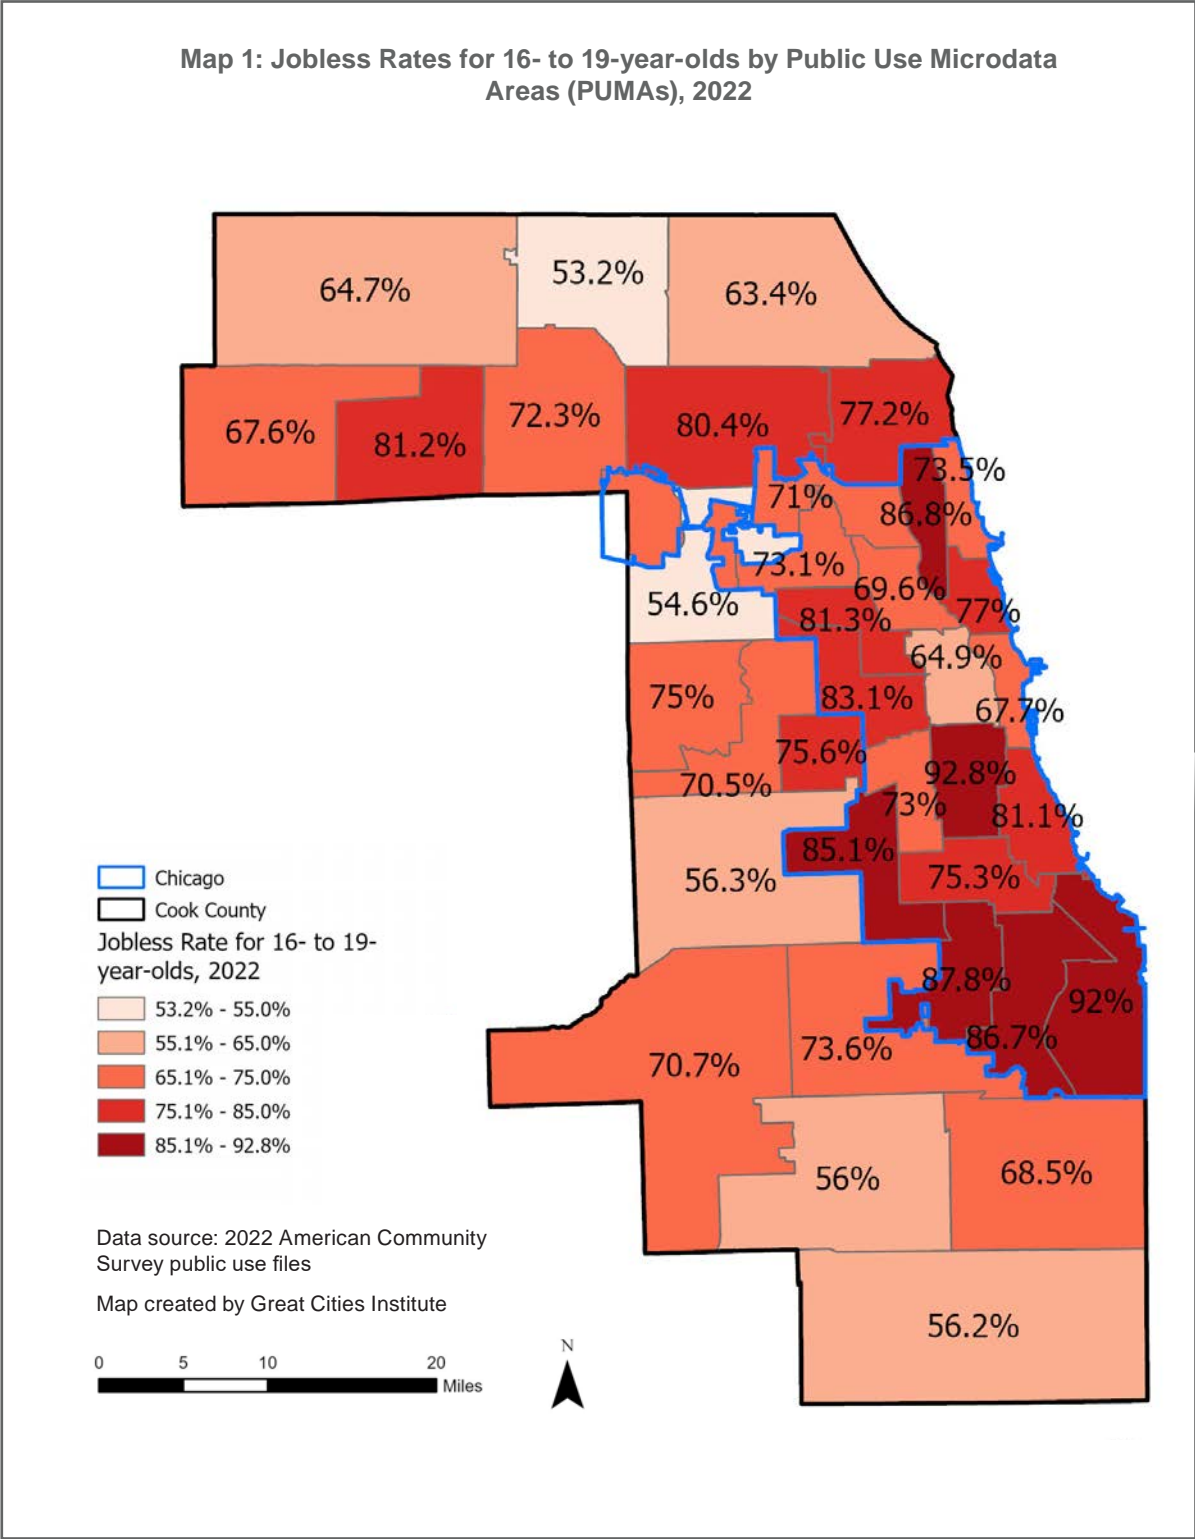 Map 1: Jobless Rates for 16- to 19-year-olds by Public Use Microdata
Areas (PUMAs), 2022
64.7%
53.2%
63.4%
67.6%
81.2%
72.3%
80.4%
77.2%
73.5%
71%
86.8%
73.1%
69.6%
54.6%
81.3%
77%
64.9%
75%
83.1%
67.7%
75.6%
70.5%
92.8%
73%
81.1%
85.1%
56.3%
75.3%
87.8%
92%
86.7%
73.6%
70.7%
56%
68.5%
56.2%
Chicago
Cook County
Jobless Rate for 16- to 19-
year-olds, 2022
53.2% - 55.0%
55.1% - 65.0%
65.1% - 75.0%
75.1% - 85.0%
85.1% - 92.8%
Data source: 2022 American Community
Survey public use files
Map created by Great Cities Institute
0 5 10 20
Miles
N